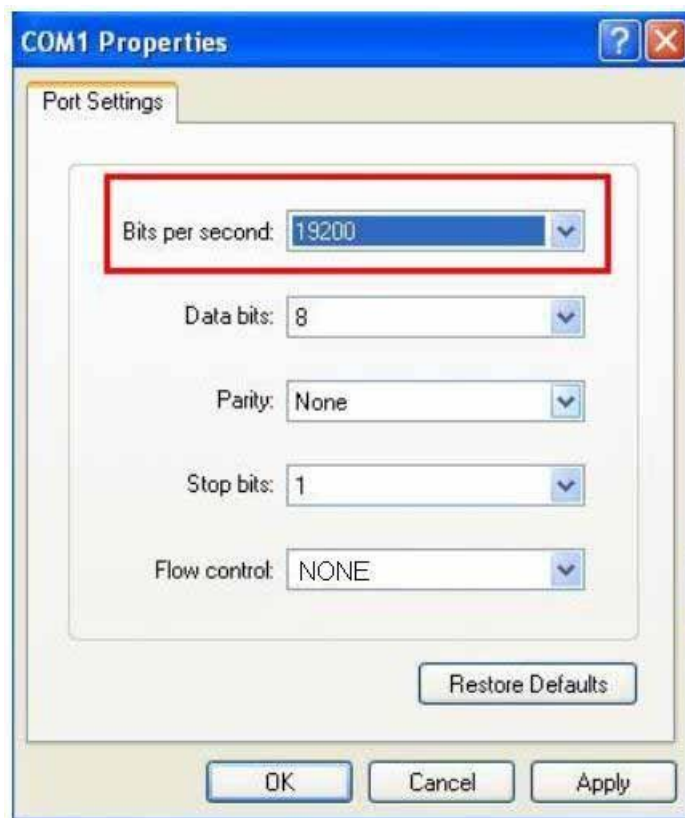 COM1 Properties
Port Settings
Bits per second: 19200
Data bits: 8
Parity: None
Stop bits: 1
Flow control: NONE
Restore Defaults
OK Cancel Apply